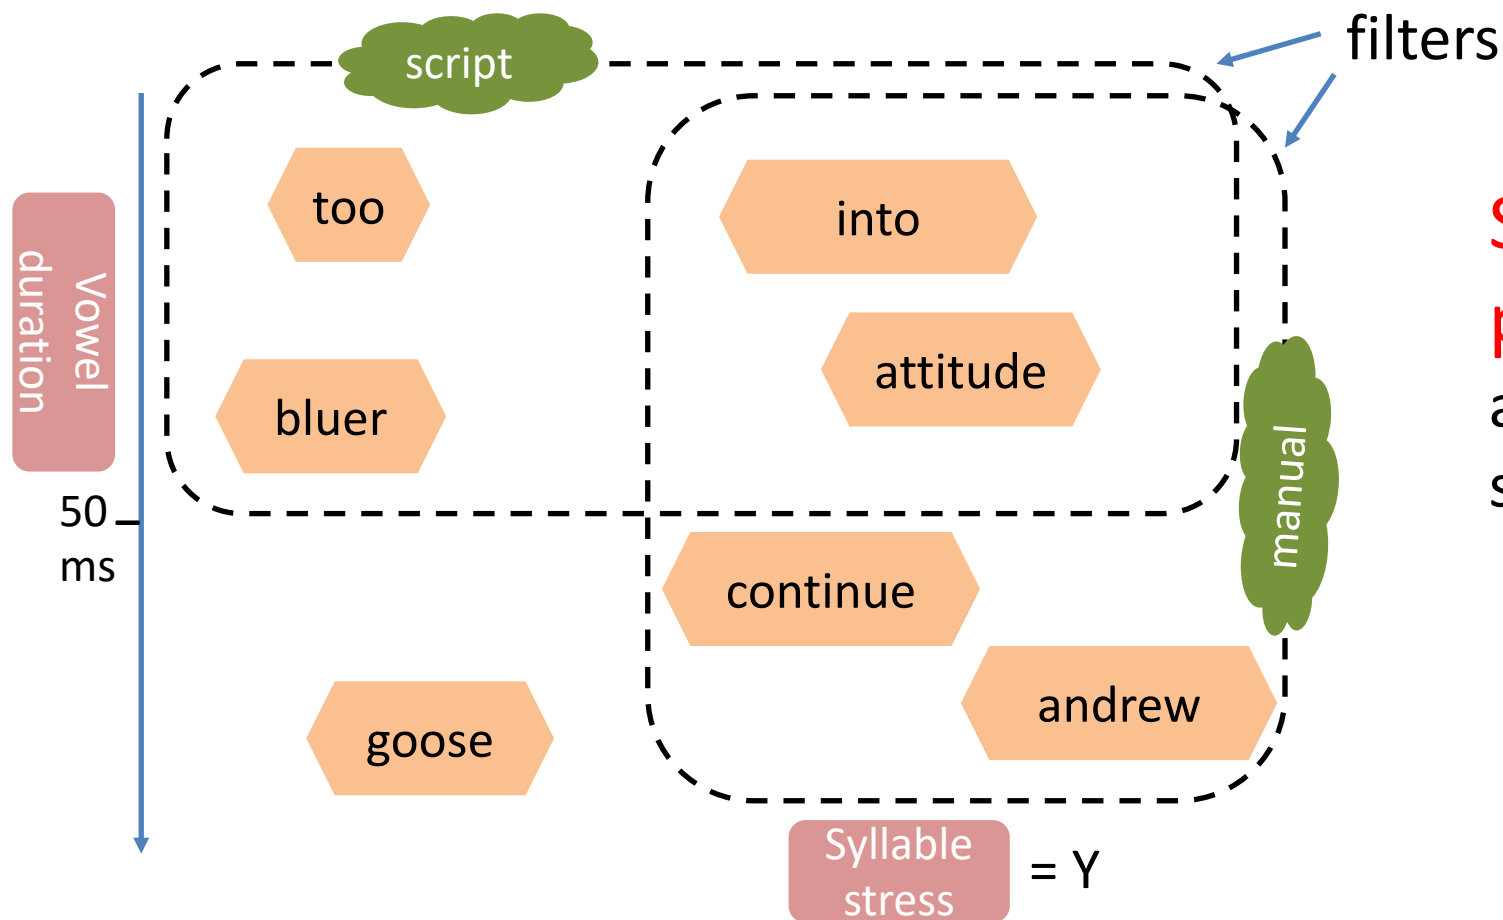 filters
script
too
into
Vowel
duration
attitude
bluer
manual
50
ms
continue
andrew
goose
Syllable
stress
= Y